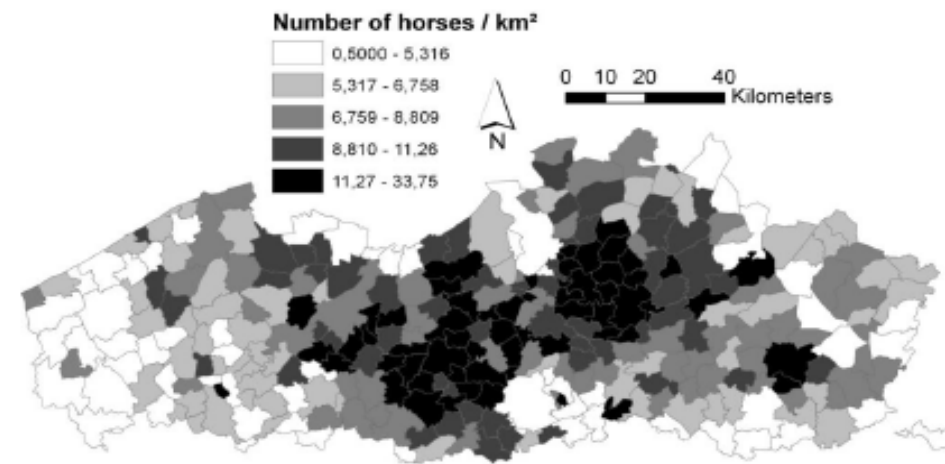 Number of horses / km²
0,5000 - 5,316
5,317 - 6,758
6,759 - 8,809
8,810 - 11,26
11,27 - 33,75
0 10 20 40
Kilometers
N